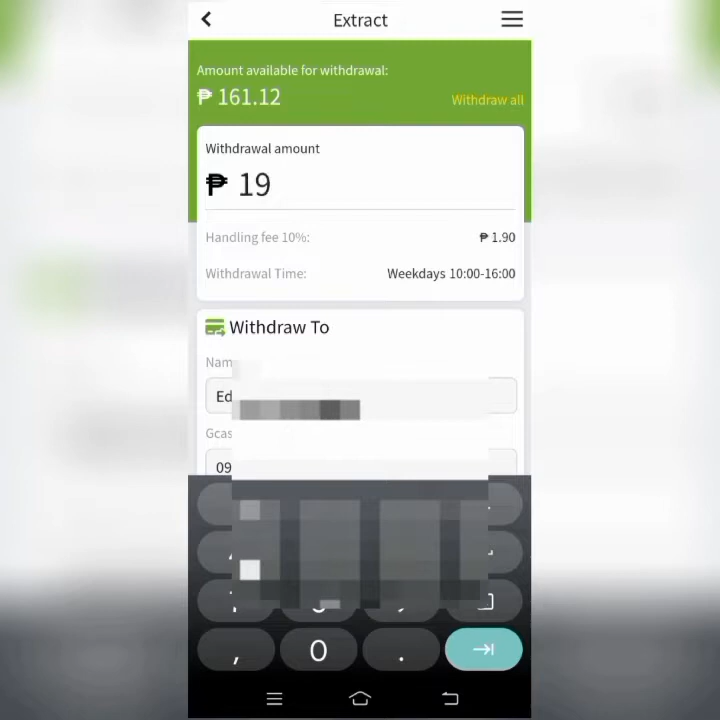 Extract
Amount available for withdrawal:
₱ 161.12
Withdraw all
Withdrawal amount
₱ 19
Handling fee 10%:
₱ 1.90
Withdrawal Time:
Weekdays 10:00-16:00
Withdraw To
Nam
Ed
Gcas
09
, 0 .